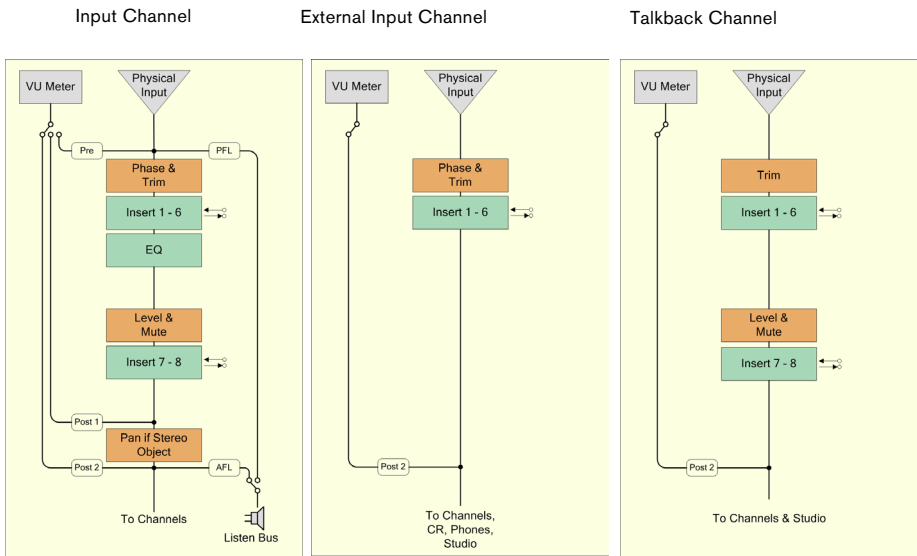 Input Channel
External Input Channel
Talkback Channel
VU Meter
Physical
Input
Pre
PFL
Phase &
Trim
Insert 1 - 6
EQ
Level &
Mute
Insert 7 - 8
Post 1
Pan if Stereo
Object
Post 2
AFL
To Channels
Listen Bus
VU Meter
Physical
Input
Phase &
Trim
Insert 1 - 6
Post 2
To Channels,
CR, Phones,
Studio
VU Meter
Physical
Input
Trim
Insert 1 - 6
Level &
Mute
Insert 7 - 8
Post 2
To Channels & Studio